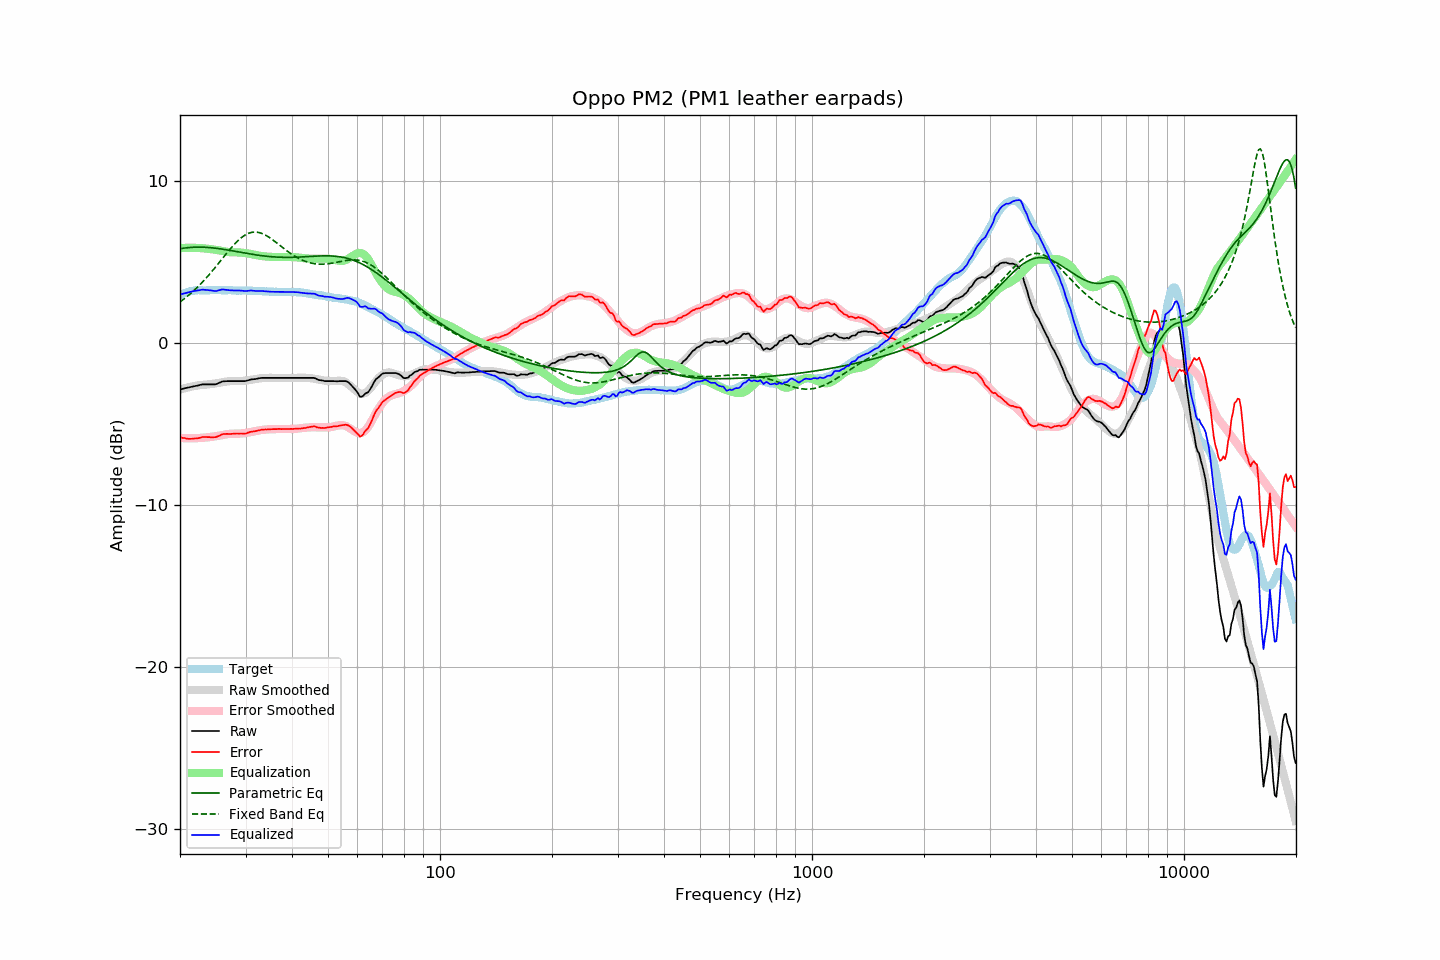 Oppo PM2 (PM1 leather earpads)
10
0
−10
−20
−30
Amplitude (dBr)
Target
Raw Smoothed
Error Smoothed
Raw
Error
Equalization
Parametric Eq
Fixed Band Eq
Equalized
100
1000
10000
Frequency (Hz)